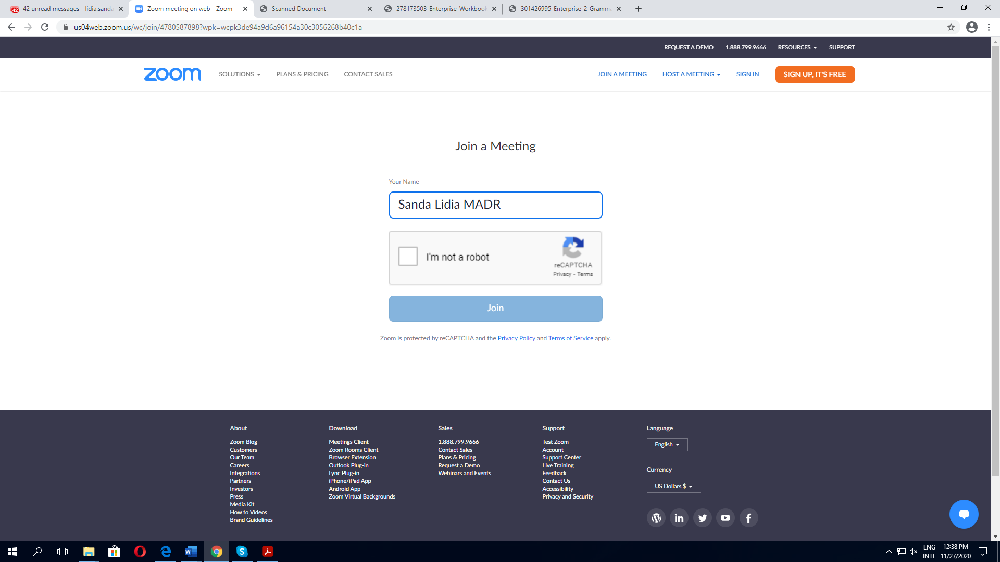 42
42 unread messages - lidia.sanda
Zoom meeting on web - Zoom
Scanned Document
278173503-Enterprise-Workbook
301426995-Enterprise-2-Gramma
us04web.zoom.us/wc/join/4780587898?wpk=wcpk3de94a9d6a96154a30c3056268b40c1a
REQUEST A DEMO 1.888.799.9666 RESOURCES SUPPORT
zoom SOLUTIONS PLANS & PRICING CONTACT SALES JOIN A MEETING HOST A MEETING SIGN IN SIGN UP, IT'S FREE
Join a Meeting
Your Name
Sanda Lidia MADR
I'm not a robot
reCAPTCHA
Privacy - Terms
Join
Zoom is protected by reCAPTCHA and the Privacy Policy and Terms of Service apply.
About
Zoom Blog
Customers
Our Team
Careers
Integrations
Partners
Investors
Press
Media Kit
How to Videos
Brand Guidelines
Download
Meetings Client
Zoom Rooms Client
Browser Extension
Outlook Plug-in
Lync Plug-in
iPhone/iPad App
Android App
Zoom Virtual Backgrounds
Sales
1.888.799.9666
Contact Sales
Plans & Pricing
Request a Demo
Webinars and Events
Support
Test Zoom
Account
Support Center
Live Training
Feedback
Contact Us
Accessibility
Privacy and Security
Language
English
Currency
US Dollars $
ENG
INTL
12:38 PM
11/27/2020